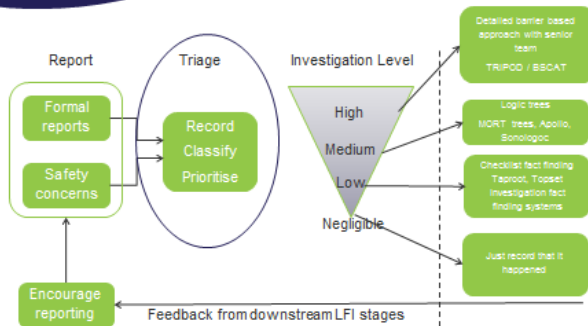 Report
Triage
Investigation Level
Formal
reports
Safety
concerns
Encourage
reporting
Record
Classify
Prioritise
High
Medium
Low
Negligible
Detailed barrier based
approach with senior
team
TRIPOD / BSCAT
Logic trees
MORT trees, Apollo,
Sonologoc
Checklist fact finding
Taproot, Topset
investigation fact
finding systems
Just record that it
happened
Feedback from downstream LFI stages